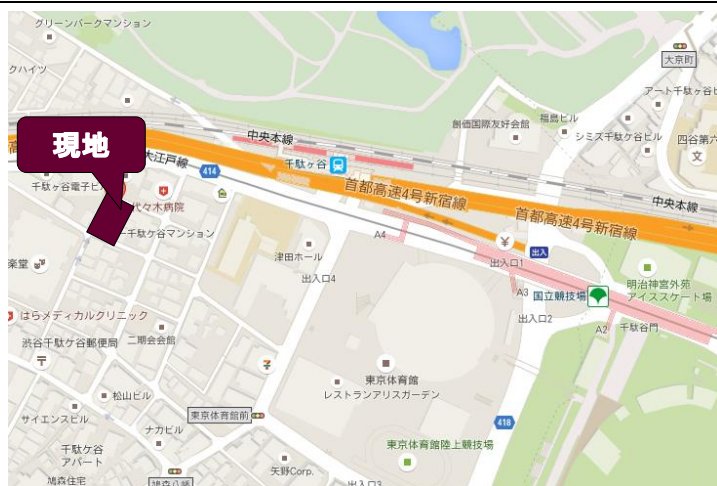 グリーンパークマンション
大京町
クハイツ
アート千駄ヶ谷ビ
福島ビル
創価国際友好会館
シミズ千駄ケ谷ビル
四谷第六
文
現地
中央本線
千駄ヶ谷
大江戸線
414
首都高速4号新宿線
首都高速4号新宿線
中央本線
千駄ケ谷電子ビ
代々木病院
千駄ケ谷マンション
A4
津田ホール
出入口4
¥
出入
出入口1
楽堂
A3
国立競技場
明治神宮外苑
アイススケート場
出入口2
A2
千駄谷門
はらメディカルクリニック
渋谷千駄ケ谷郵便局
二期会会館
東京体育館
レストランアリスガーデン
松山ビル
サイエンスビル
ナカビル
東京体育館前
418
千駄ケ谷
アパート
東京体育館陸上競技場
鳩森住宅
鳩森八幡
矢野Corp.
出入口3